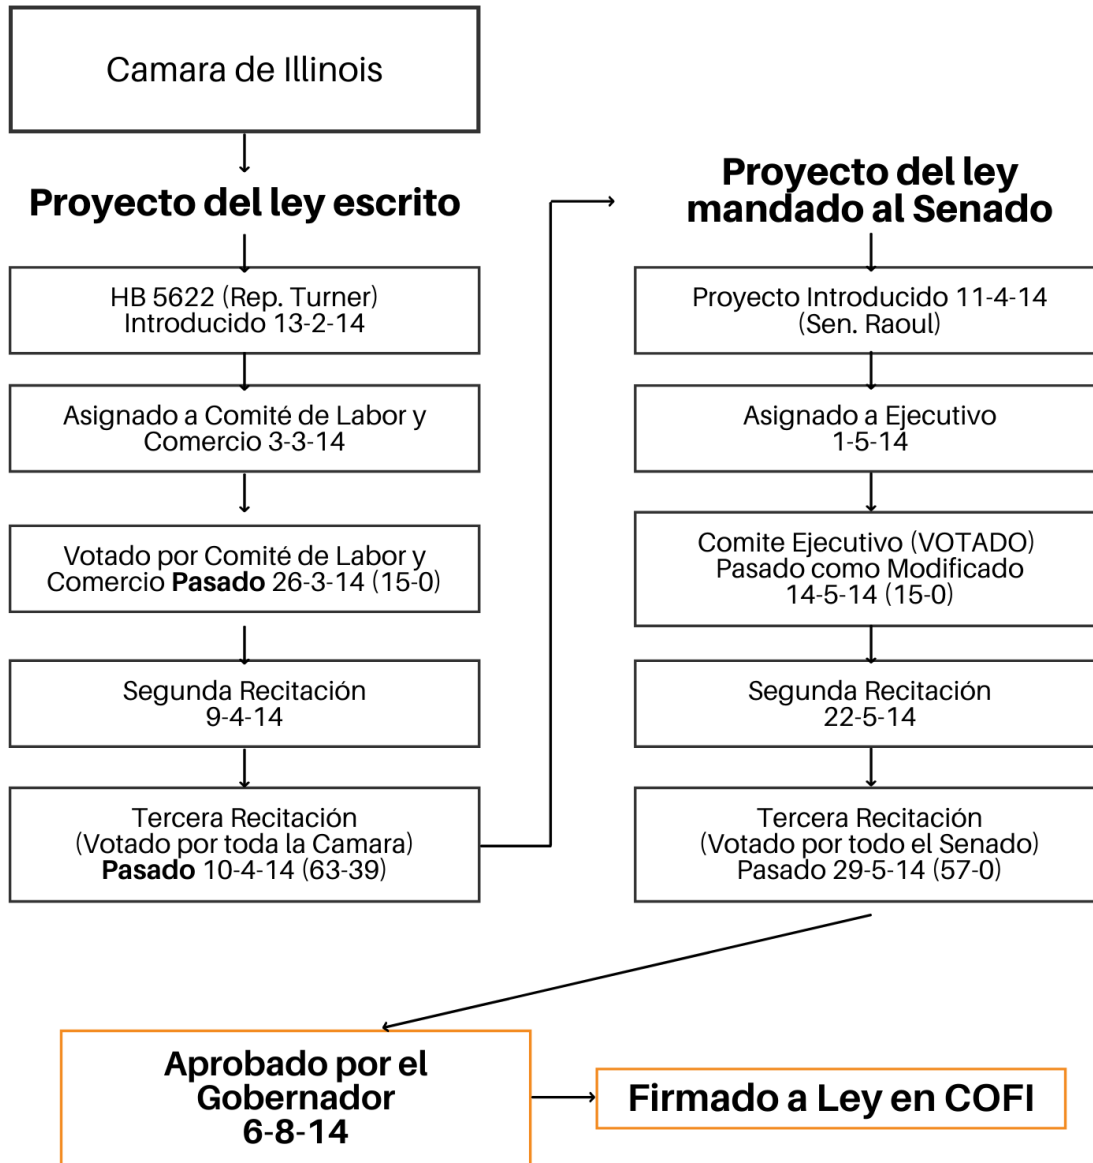 Camara de Illinois
Proyecto del ley escrito
HB 5622 (Rep. Turner)
Introducido 13-2-14
Asignado a Comité de Labor y
Comercio 3-3-14
Votado por Comité de Labor y
Comercio Pasado 26-3-14 (15-0)
Segunda Recitación
9-4-14
Tercera Recitación
(Votado por toda la Camara)
Pasado 10-4-14 (63-39)
Proyecto del ley
mandado al Senado
Proyecto Introducido 11-4-14
(Sen. Raoul)
Asignado a Ejecutivo
1-5-14
Comite Ejecutivo (VOTADO)
Pasado como Modificado
14-5-14 (15-0)
Segunda Recitación
22-5-14
Tercera Recitación
(Votado por todo el Senado)
Pasado 29-5-14 (57-0)
Aprobado por el
Gobernador
6-8-14
Firmado a Ley en COFI